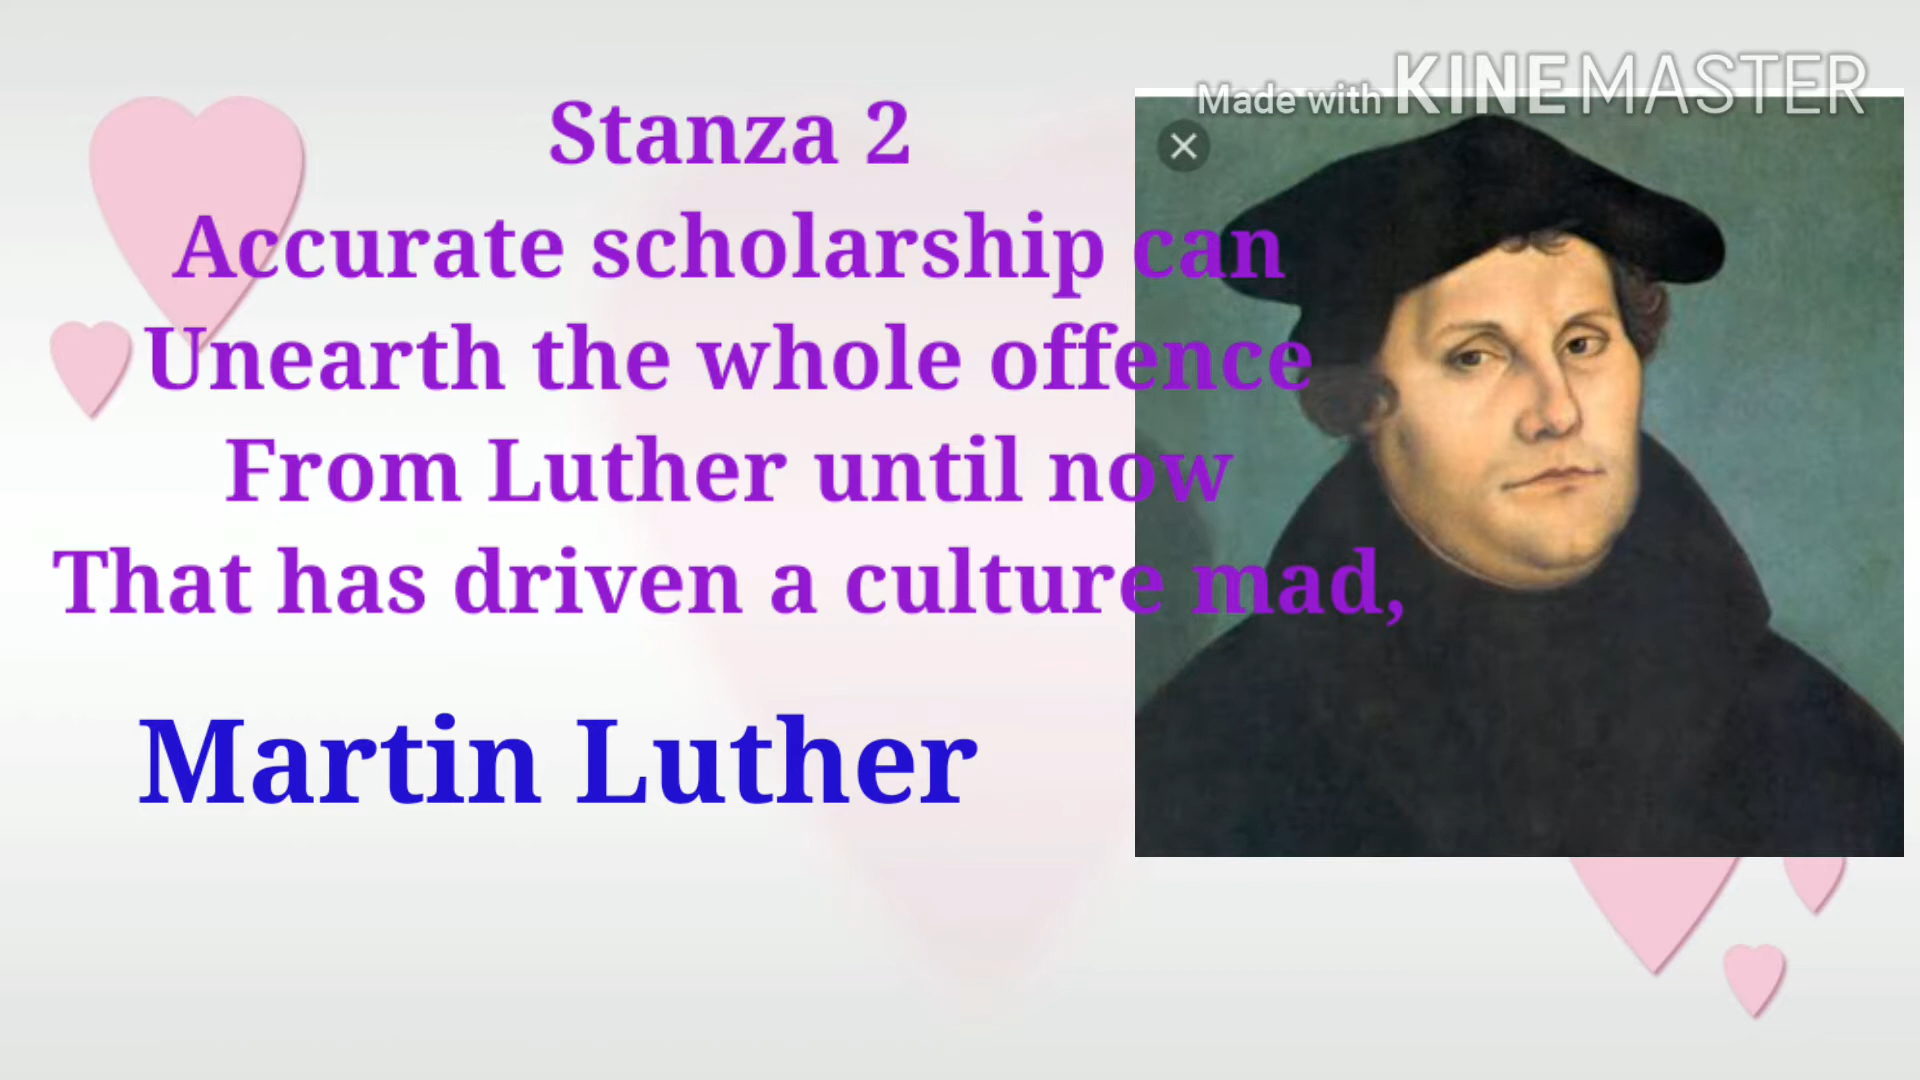 Made with KINEMASTER
Stanza 2
Accurate scholarship can
Unearth the whole offence
From Luther until now
That has driven a culture mad,
Martin Luther